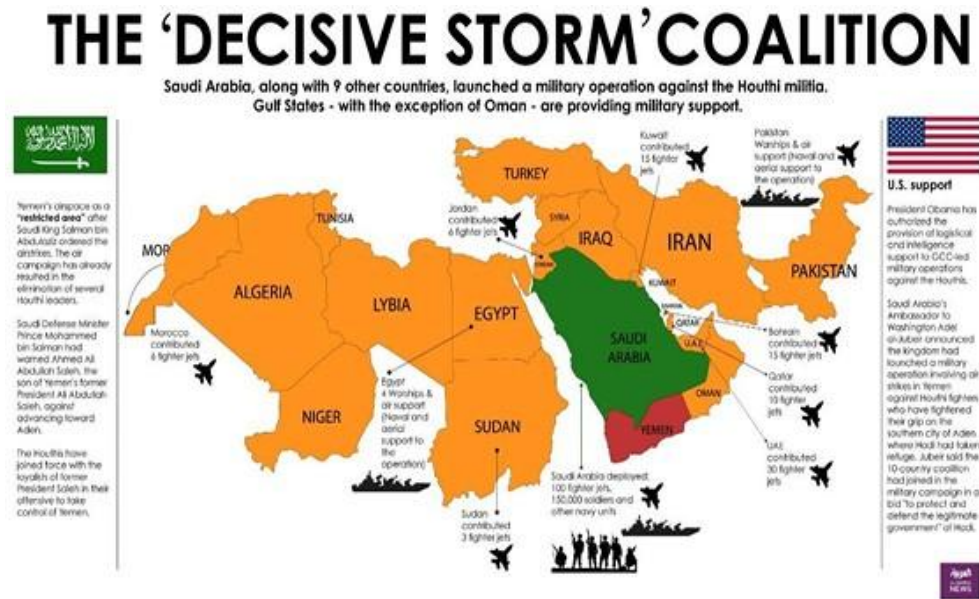 THE ‘DECISIVE STORM’ COALITION
Saudi Arabia, along with 9 other countries, launched a military operation against the Houthi militia.
Gulf States - with the exception of Oman - are providing military support.
Yemen's airspace as a
"restricted area" after
Saudi King Salman bin
Abdulaziz ordered the
airstrikes. The air
campaign has already
resulted in the
elimination of several
Houthi leaders.
Saudi Defense Minister
Prince Mohammed
bin Salman had
warned Ahmed Ali
Abdullah Saleh, the
son of Yemen's former
President Ali Abdullah
Saleh, against
advancing toward
Aden.
The Houthis have
joined force with the
loyalists of former
President Saleh in their
offensive to take
control of Yemen.
MOR
Morocco
contributed
6 fighter jets
ALGERIA
TUNISIA
LYBIA
NIGER
EGYPT
Egypt
4 Warships &
air support
(Naval and
aerial
support to
the
operation)
SUDAN
Sudan
contributed
3 fighter jets
TURKEY
SYRIA
Jordan
contributed
6 fighter jets
IRAQ
IRAN
Kuwait
contributed
15 fighter
jets
KUWAIT
Pakistan
Warships & air
support (Naval and
aerial support to
the operation)
PAKISTAN
SAUDI
ARABIA
QATAR
U.A.E
OMAN
YEMEN
Bahrain
contributed
15 fighter jets
Qatar
contributed
10 fighter
jets
UAE
contributed
30 fighter
jets
Saudi Arabia deployed:
100 fighter jets,
150,000 soldiers and
other navy units
U.S. support
President Obama has
authorized the
provision of logistical
and intelligence
support to GCC-led
military operations
against the Houthis.
Saudi Arabia's
Ambassador to
Washington Adel
al-Jubeir announced
the kingdom had
launched a military
operation involving air
strikes in Yemen
against Houthi fighters
who have tightened
their grip on the
southern city of Aden
where Hadi had taken
refuge. Jubeir said the
10-country coalition
had joined in the
military campaign in a
bid "to protect and
defend the legitimate
government" of Hadi.
العربية
NEWS